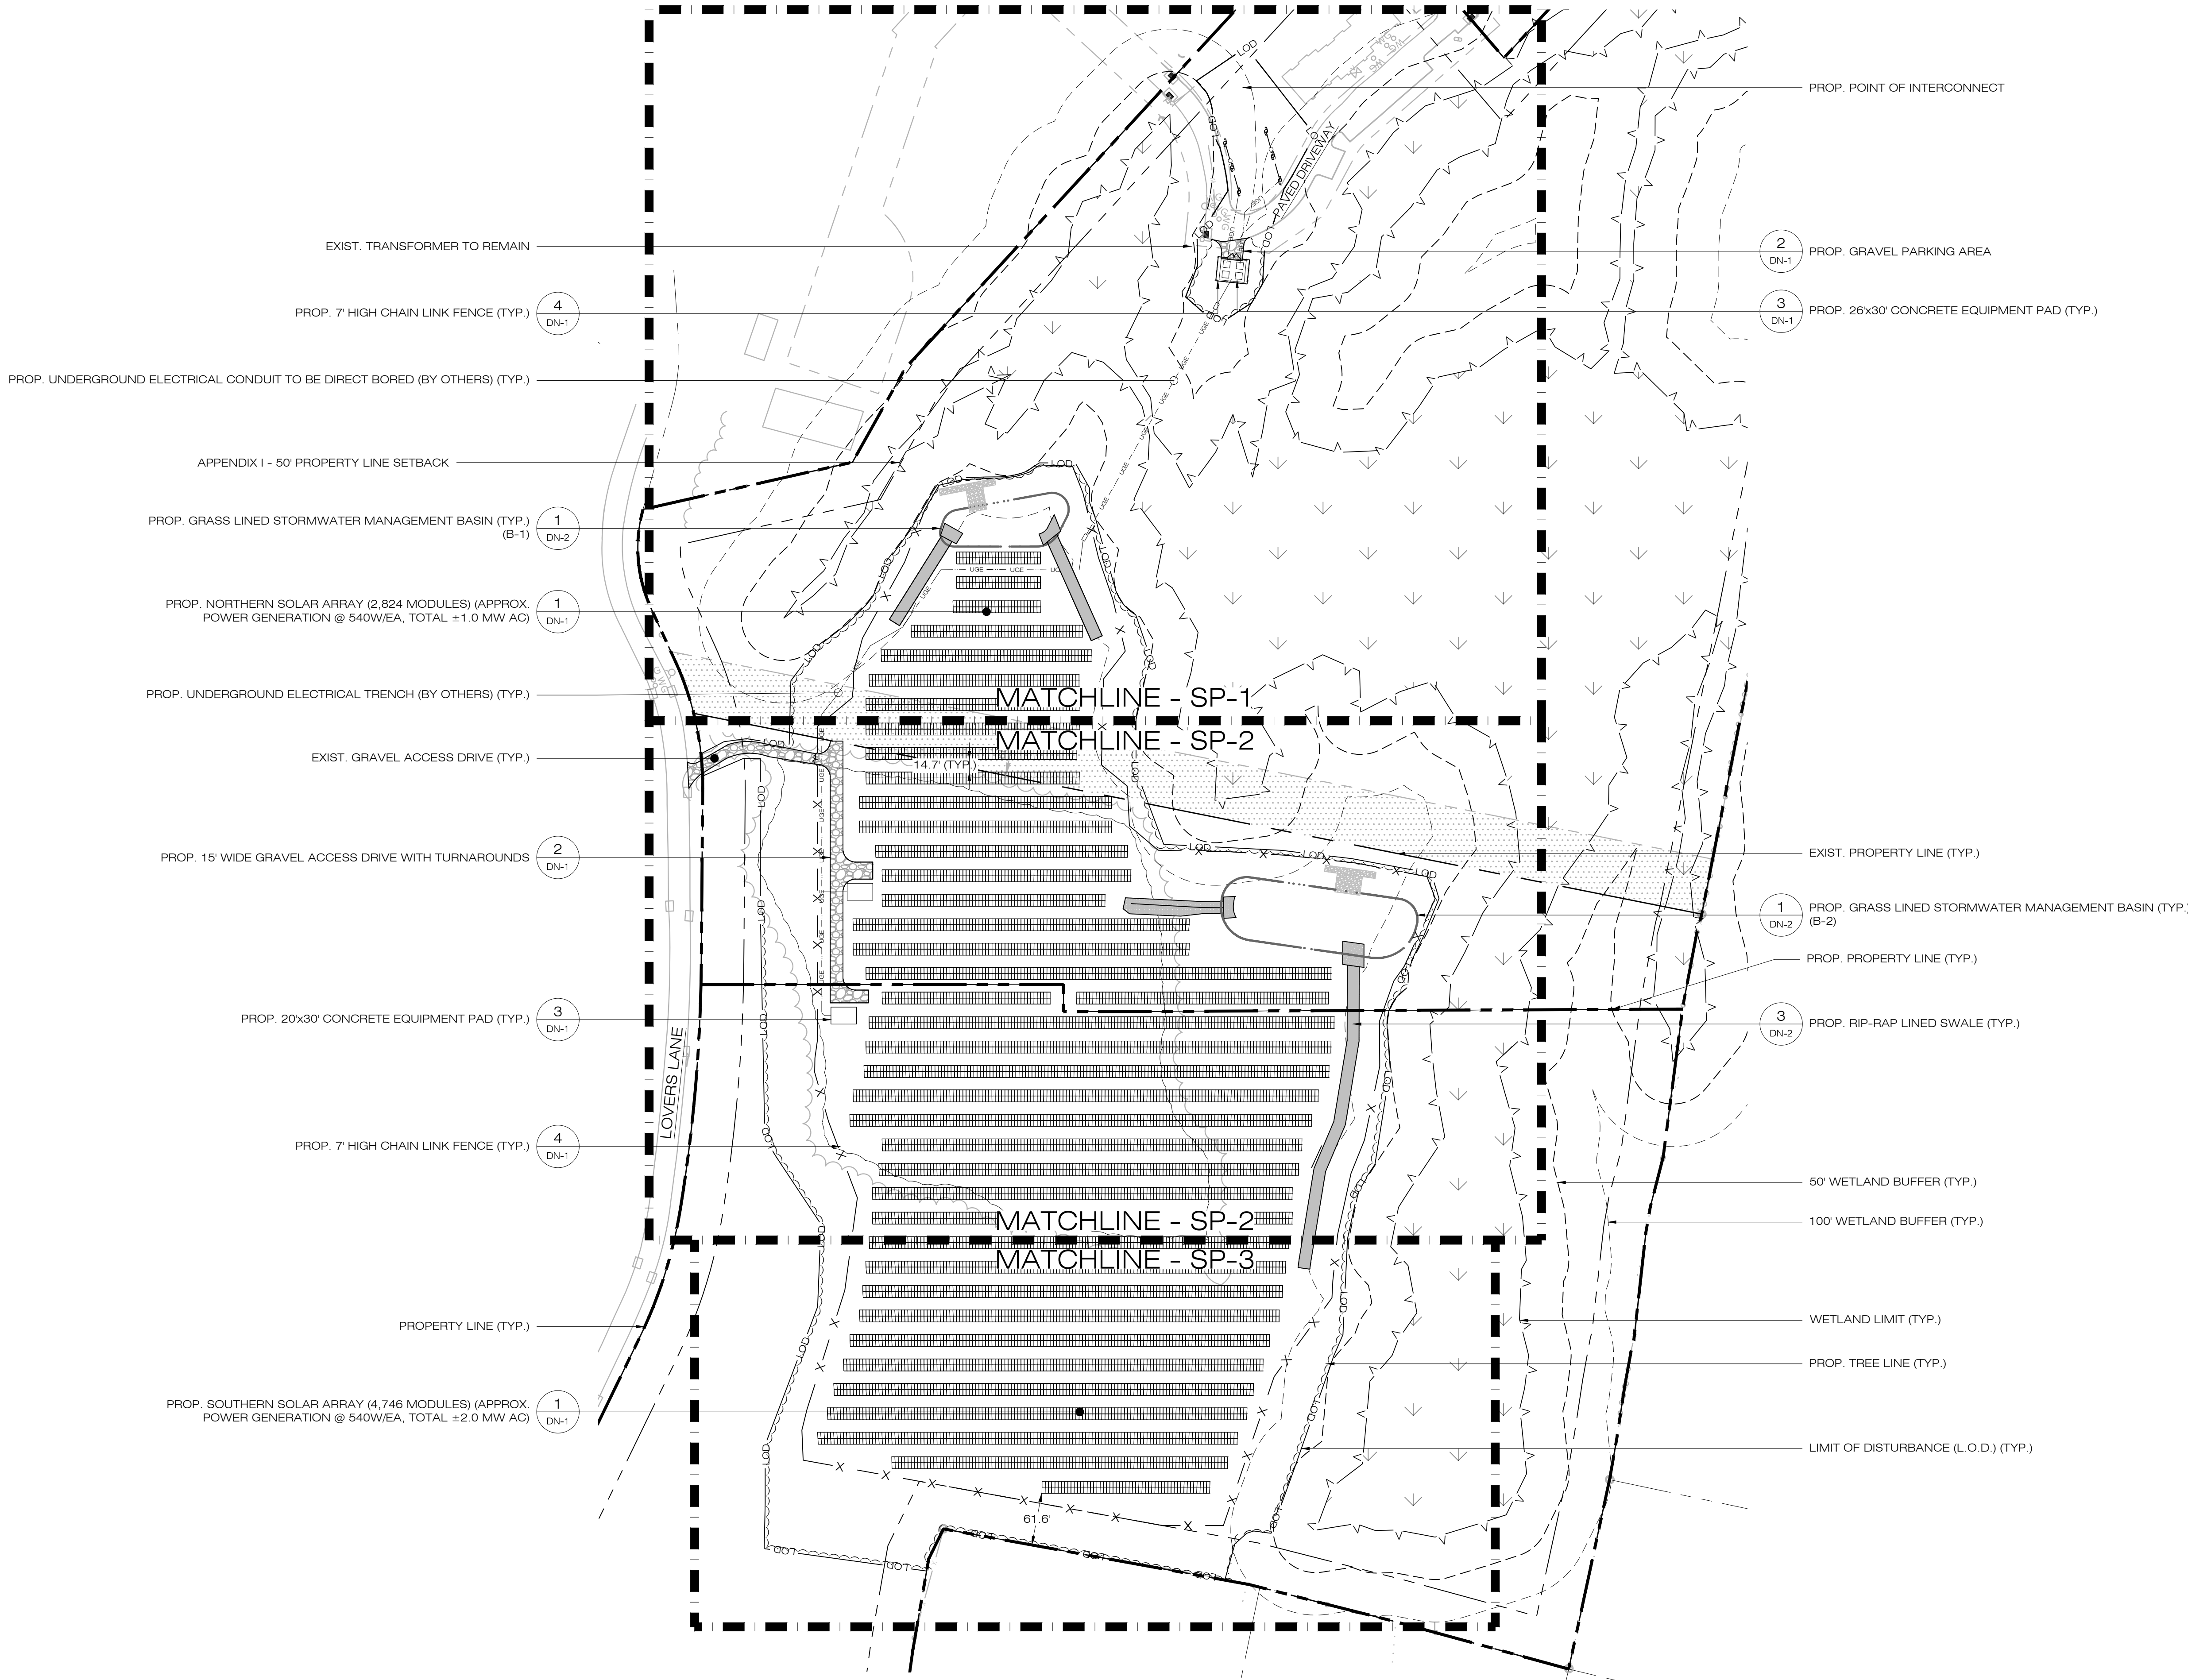 PROP. POINT OF INTERCONNECT
EXIST. TRANSFORMER TO REMAIN
2
DN-1
PROP. GRAVEL PARKING AREA
PROP. 7' HIGH CHAIN LINK FENCE (TYP.)
4
DN-1
3
DN-1
PROP. 26'x30' CONCRETE EQUIPMENT PAD (TYP.)
PAVED DRIVEWAY
PROP. UNDERGROUND ELECTRICAL CONDUIT TO BE DIRECT BORED (BY OTHERS) (TYP.)
APPENDIX I - 50' PROPERTY LINE SETBACK
PROP. GRASS LINED STORMWATER MANAGEMENT BASIN (TYP.)
(B-1)
1
DN-2
PROP. NORTHERN SOLAR ARRAY (2,824 MODULES) (APPROX.
POWER GENERATION @ 540W/EA, TOTAL ±1.0 MW AC)
1
DN-1
PROP. UNDERGROUND ELECTRICAL TRENCH (BY OTHERS) (TYP.)
MATCHLINE - SP-1
MATCHLINE - SP-2
14.7' (TYP.)
EXIST. GRAVEL ACCESS DRIVE (TYP.)
PROP. 15' WIDE GRAVEL ACCESS DRIVE WITH TURNAROUNDS
2
DN-1
EXIST. PROPERTY LINE (TYP.)
1
DN-2
PROP. GRASS LINED STORMWATER MANAGEMENT BASIN (TYP.)
(B-2)
PROP. PROPERTY LINE (TYP.)
PROP. 20'x30' CONCRETE EQUIPMENT PAD (TYP.)
3
DN-1
3
DN-2
PROP. RIP-RAP LINED SWALE (TYP.)
LOVERS LANE
PROP. 7' HIGH CHAIN LINK FENCE (TYP.)
4
DN-1
50' WETLAND BUFFER (TYP.)
100' WETLAND BUFFER (TYP.)
MATCHLINE - SP-2
MATCHLINE - SP-3
PROPERTY LINE (TYP.)
WETLAND LIMIT (TYP.)
PROP. TREE LINE (TYP.)
PROP. SOUTHERN SOLAR ARRAY (4,746 MODULES) (APPROX.
POWER GENERATION @ 540W/EA, TOTAL ±2.0 MW AC)
1
DN-1
LIMIT OF DISTURBANCE (L.O.D.) (TYP.)
61.6'
LOD
UGE